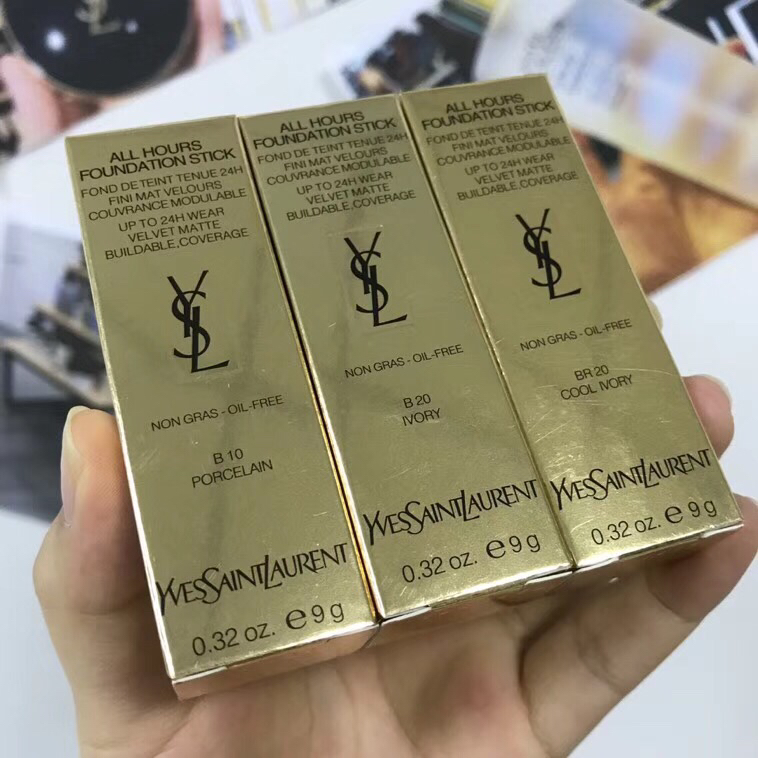 ALL HOURS
FOUNDATION STICK
FOND DE TEINT TENUE 24H
FINI MAT VELOURS
COUVRANCE MODULABLE
UP TO 24H WEAR
VELVET MATTE
BUILDABLE.COVERAGE
YSL
NON GRAS - OIL-FREE
B 10
PORCELAIN
YVESSAINTLAURENT
0.32 oz. e 9 g
ALL HOURS
FOUNDATION STICK
FOND DE TEINT TENUE 24H
FINI MAT VELOURS
COUVRANCE MODULABLE
UP TO 24H WEAR
VELVET MATTE
BUILDABLE.COVERAGE
YSL
NON GRAS - OIL-FREE
B 20
IVORY
YVESSAINTLAURENT
0.32 oz. e 9 g
ALL HOURS
FOUNDATION STICK
FOND DE TEINT TENUE 24H
FINI MAT VELOURS
COUVRANCE MODULABLE
UP TO 24H WEAR
VELVET MATTE
BUILDABLE.COVERAGE
YSL
NON GRAS - OIL-FREE
BR 20
COOL IVORY
YVESSAINTLAURENT
0.32 oz. e 9 g